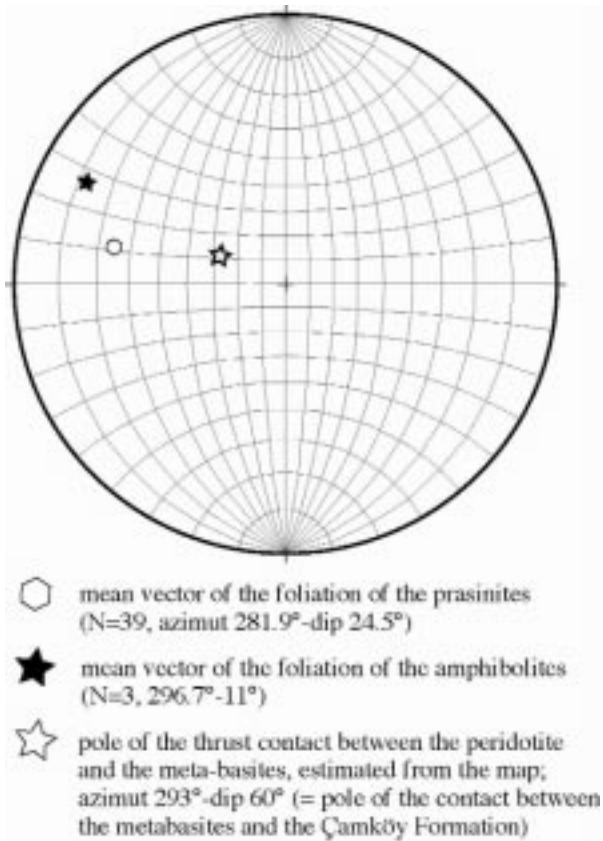 mean vector of the foliation of the prasinites
(N=39, azimut 281.9°-dip 24.5°)
mean vector of the foliation of the amphibolites
(N=3, 296.7°-11°)
pole of the thrust contact between the peridotite
and the meta-basites, estimated from the map;
azimut 293°-dip 60° (= pole of the contact between
the metabasites and the Çamköy Formation)